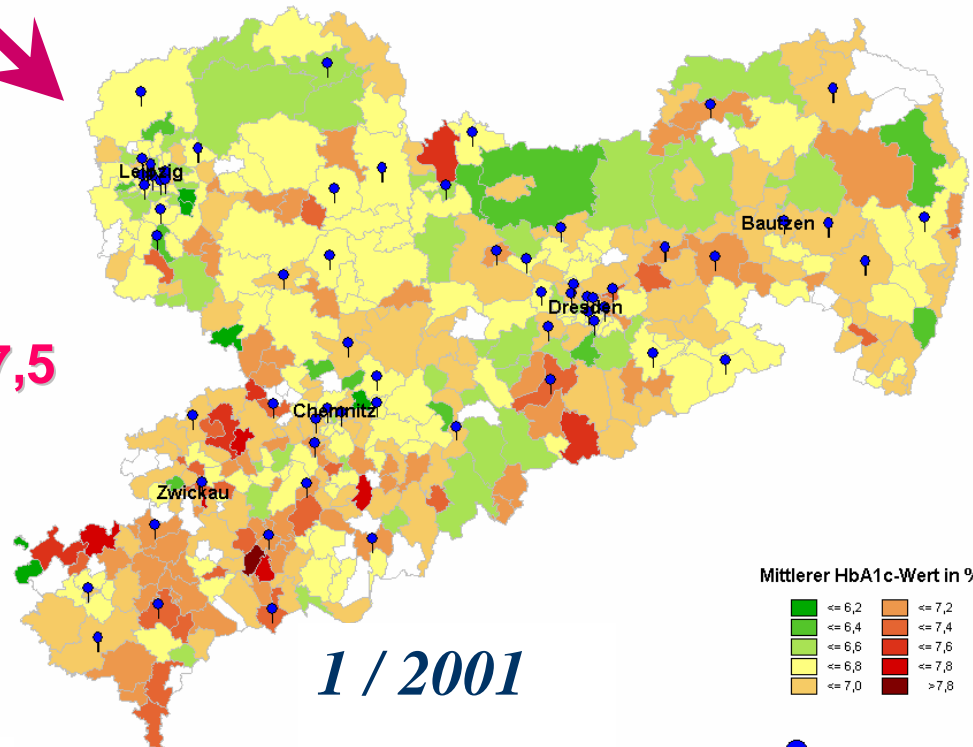 Leipzig
Bautzen
Dresden
7,5
Chemnitz
Zwickau
Mittlerer HbA1c-Wert in %
<= 6,2 <= 7,2
<= 6,4 <= 7,4
<= 6,6 <= 7,6
<= 6,8 <= 7,8
<= 7,0 >7,8
1 / 2001